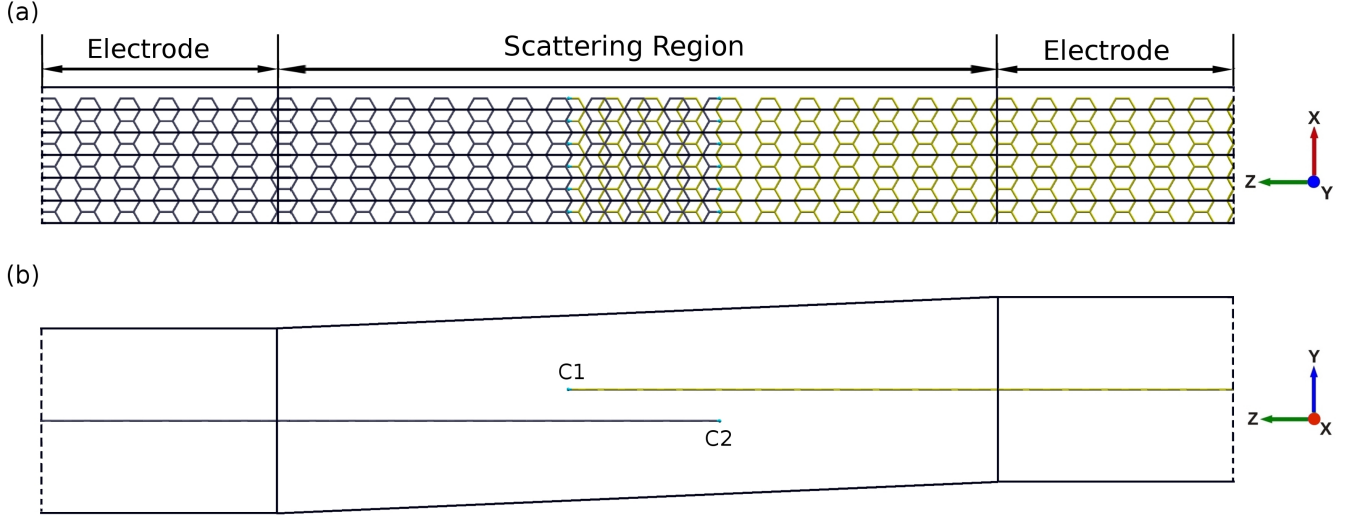 (a)
Electrode
Scattering Region
Electrode
X
Z
Y
(b)
C1
C2
Y
Z
X